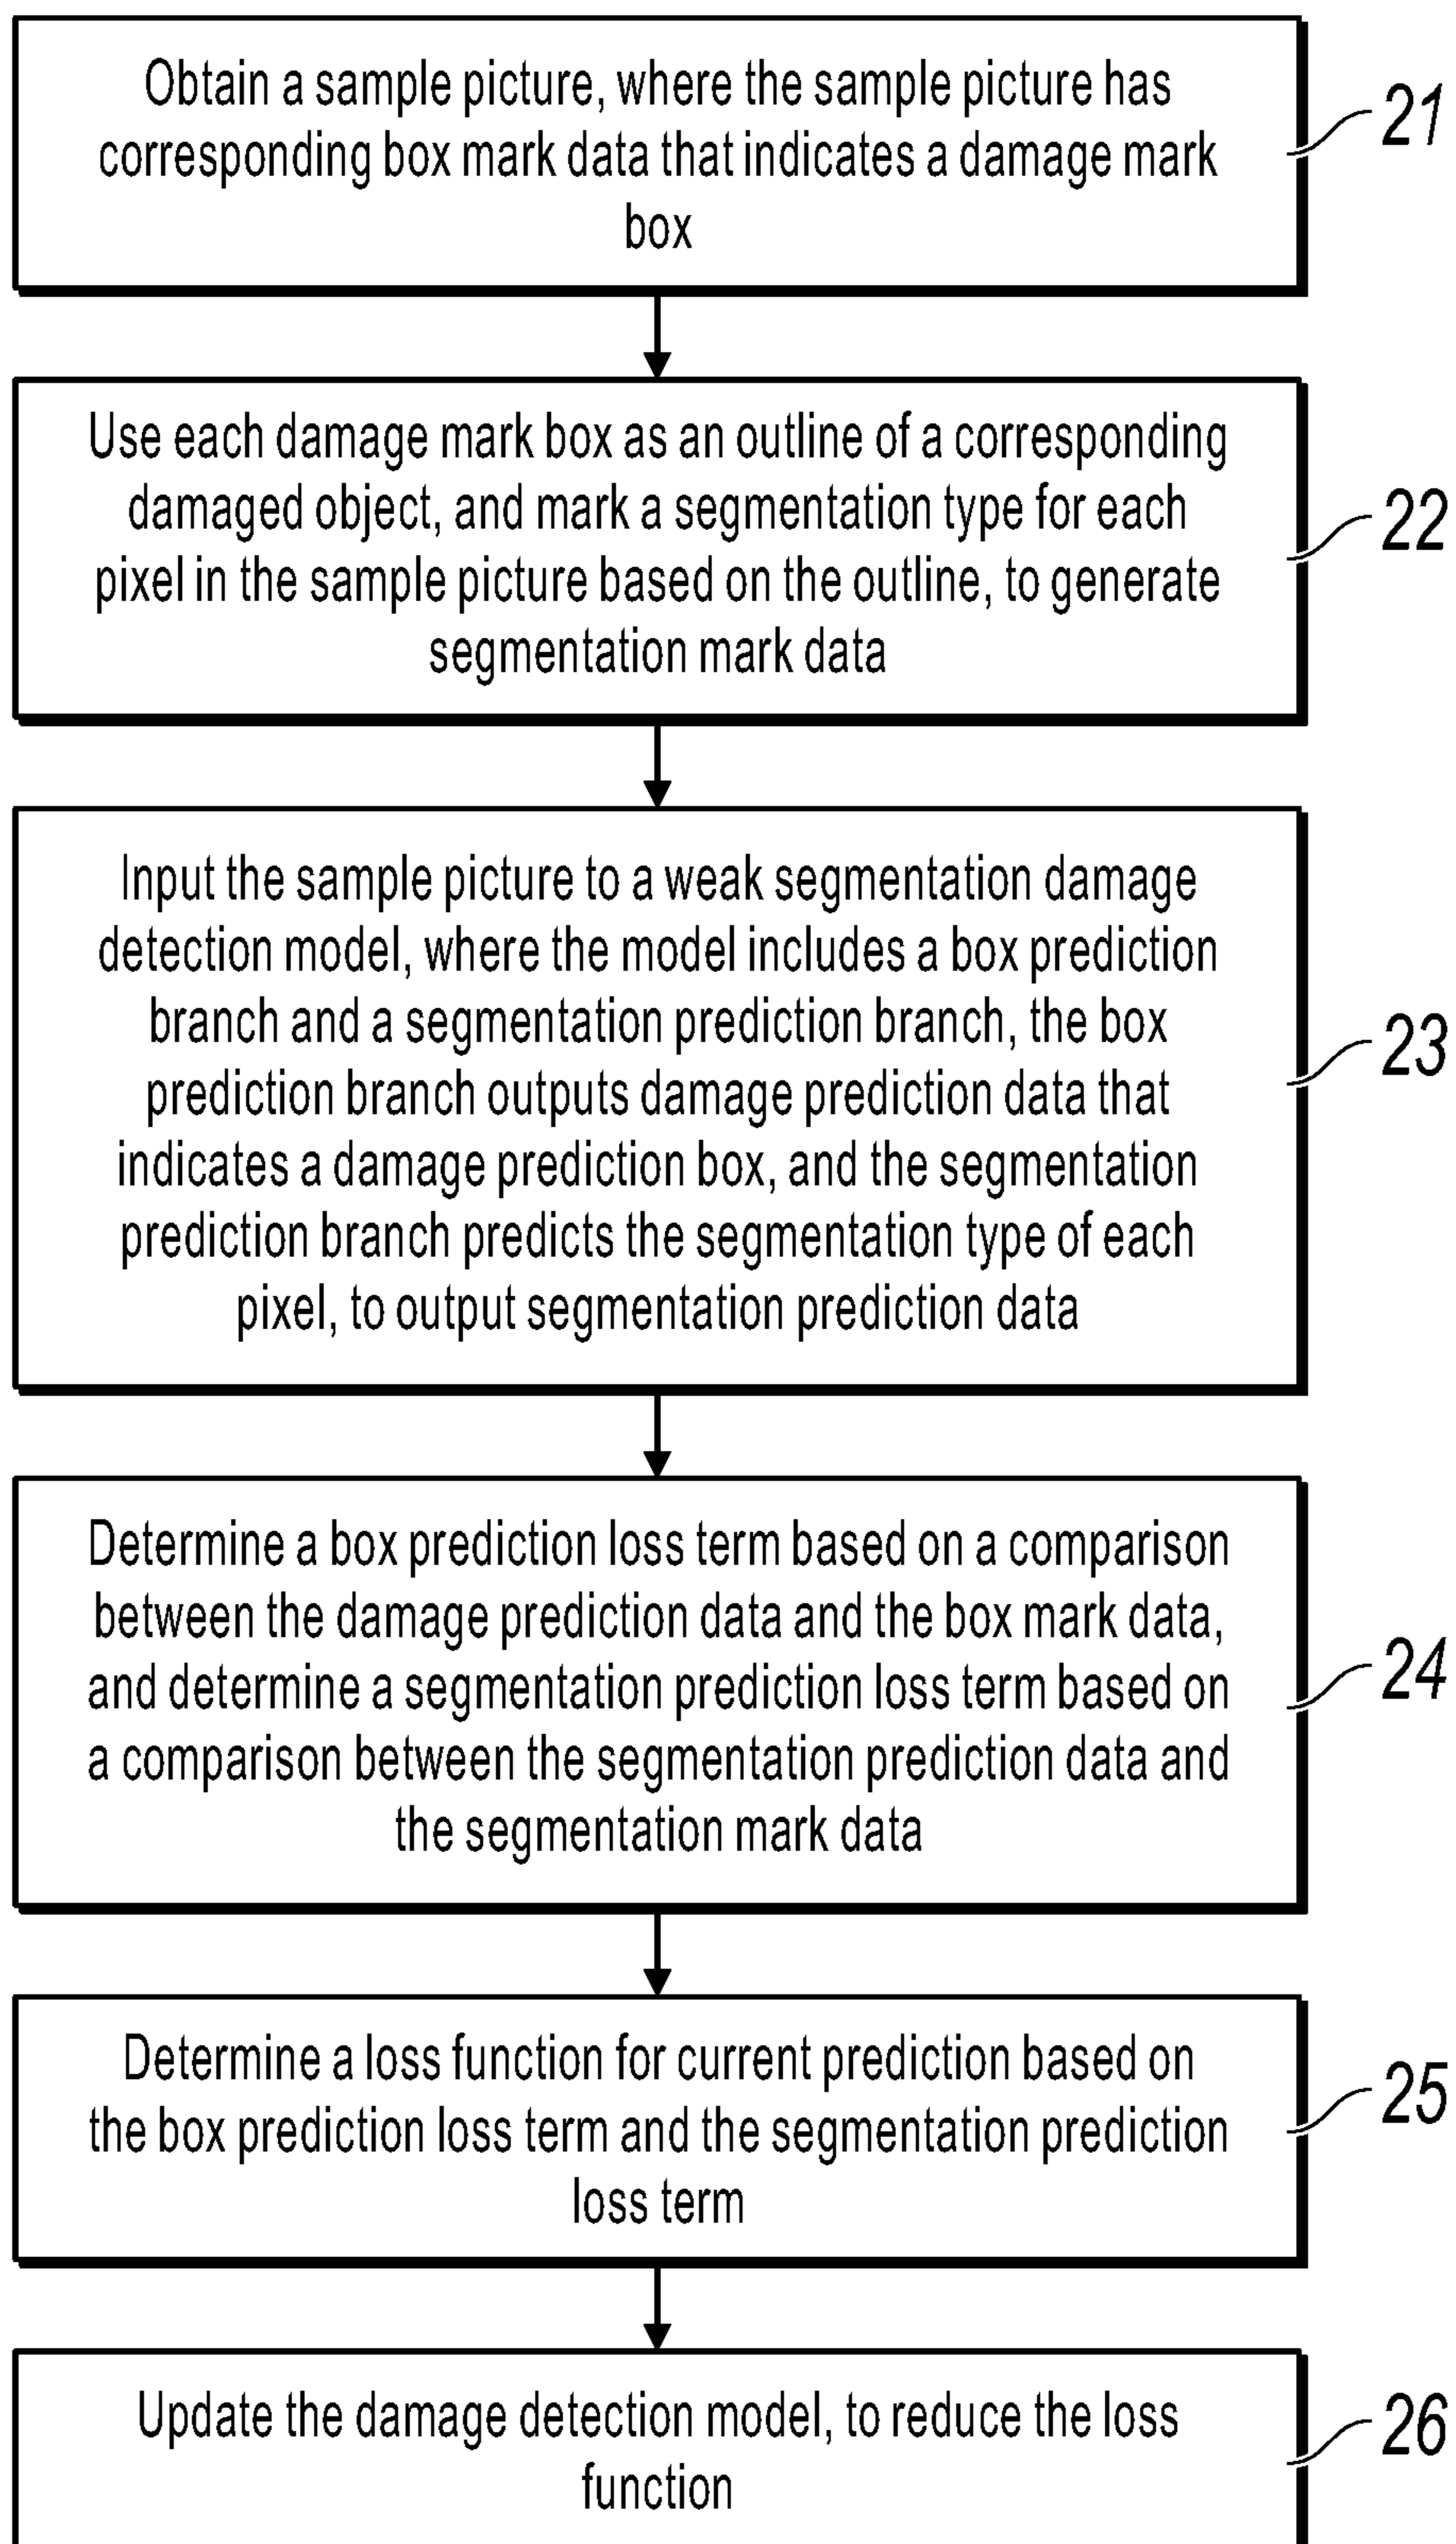 Obtain a sample picture, where the sample picture has
corresponding box mark data that indicates a damage mark
box
21
Use each damage mark box as an outline of a corresponding
damaged object, and mark a segmentation type for each
pixel in the sample picture based on the outline, to generate
segmentation mark data
22
Input the sample picture to a weak segmentation damage
detection model, where the model includes a box prediction
branch and a segmentation prediction branch, the box
prediction branch outputs damage prediction data that
indicates a damage prediction box, and the segmentation
prediction branch predicts the segmentation type of each
pixel, to output segmentation prediction data
23
Determine a box prediction loss term based on a comparison
between the damage prediction data and the box mark data,
and determine a segmentation prediction loss term based on
a comparison between the segmentation prediction data and
the segmentation mark data
24
Determine a loss function for current prediction based on
the box prediction loss term and the segmentation prediction
loss term
25
Update the damage detection model, to reduce the loss
function
26